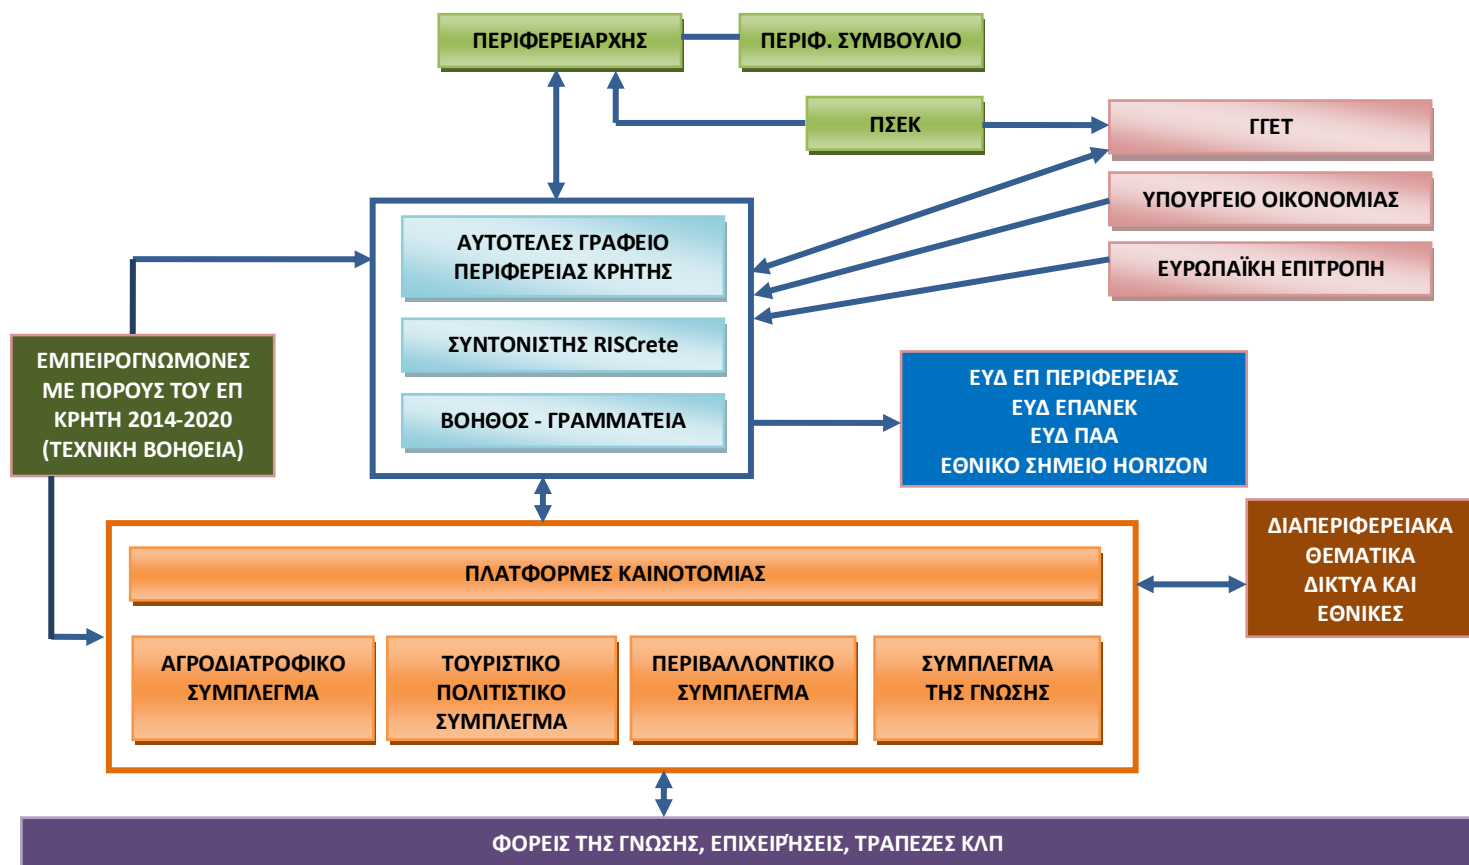 ΠΕΡΙΦΕΡΕΙΑΡΧΗΣ
ΠΕΡΙΦ. ΣΥΜΒΟΥΛΙΟ
ΠΣΕΚ
ΓΓΕΤ
ΥΠΟΥΡΓΕΙΟ ΟΙΚΟΝΟΜΙΑΣ
ΕΥΡΩΠΑΪΚΗ ΕΠΙΤΡΟΠΗ
ΑΥΤΟΤΕΛΕΣ ΓΡΑΦΕΙΟ
ΠΕΡΙΦΕΡΕΙΑΣ ΚΡΗΤΗΣ
ΣΥΝΤΟΝΙΣΤΗΣ RISCrete
ΒΟΗΘΟΣ - ΓΡΑΜΜΑΤΕΙΑ
ΕΜΠΕΙΡΟΓΝΩΜΟΝΕΣ
ΜΕ ΠΟΡΟΥΣ ΤΟΥ ΕΠ
ΚΡΗΤΗ 2014-2020
(ΤΕΧΝΙΚΗ ΒΟΗΘΕΙΑ)
ΕΥΔ ΕΠ ΠΕΡΙΦΕΡΕΙΑΣ
ΕΥΔ ΕΠΑΝΕΚ
ΕΥΔ ΠΑΑ
ΕΘΝΙΚΟ ΣΗΜΕΙΟ HORIZON
ΔΙΑΠΕΡΙΦΕΡΕΙΑΚΑ
ΘΕΜΑΤΙΚΑ
ΔΙΚΤΥΑ ΚΑΙ
ΕΘΝΙΚΕΣ
ΠΛΑΤΦΟΡΜΕΣ ΚΑΙΝΟΤΟΜΙΑΣ
ΑΓΡΟΔΙΑΤΡΟΦΙΚΟ
ΣΥΜΠΛΕΓΜΑ
ΤΟΥΡΙΣΤΙΚΟ
ΠΟΛΙΤΙΣΤΙΚΟ
ΣΥΜΠΛΕΓΜΑ
ΠΕΡΙΒΑΛΛΟΝΤΙΚΟ
ΣΥΜΠΛΕΓΜΑ
ΣΥΜΠΛΕΓΜΑ
ΤΗΣ ΓΝΩΣΗΣ
ΦΟΡΕΙΣ ΤΗΣ ΓΝΩΣΗΣ, ΕΠΙΧΕΙΡΉΣΕΙΣ, ΤΡΑΠΕΖΕΣ ΚΛΠ